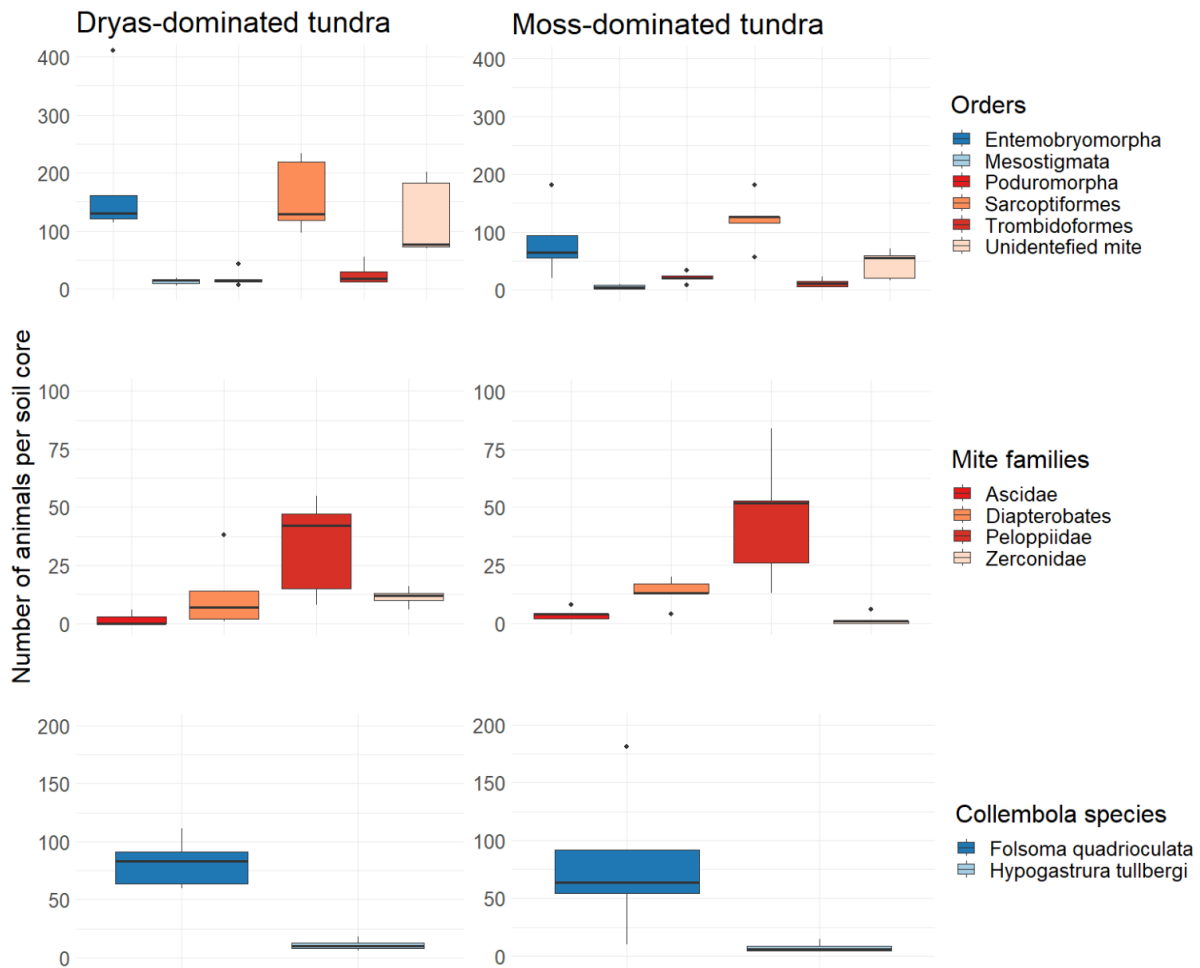 Dryas-dominated tundra
Moss-dominated tundra
400
300
200
100
0
400
300
200
100
0
Orders
Entemobryomorpha
Mesostigmata
Poduromorpha
Sarcoptiformes
Trombidoformes
Unidentefied mite
Number of animals per soil core
100
75
50
25
0
100
75
50
25
0
Mite families
Ascidae
Diapterobates
Peloppiidae
Zerconidae
200
150
100
50
0
200
150
100
50
0
Collembola species
Folsoma quadrioculata
Hypogastrura tullbergi